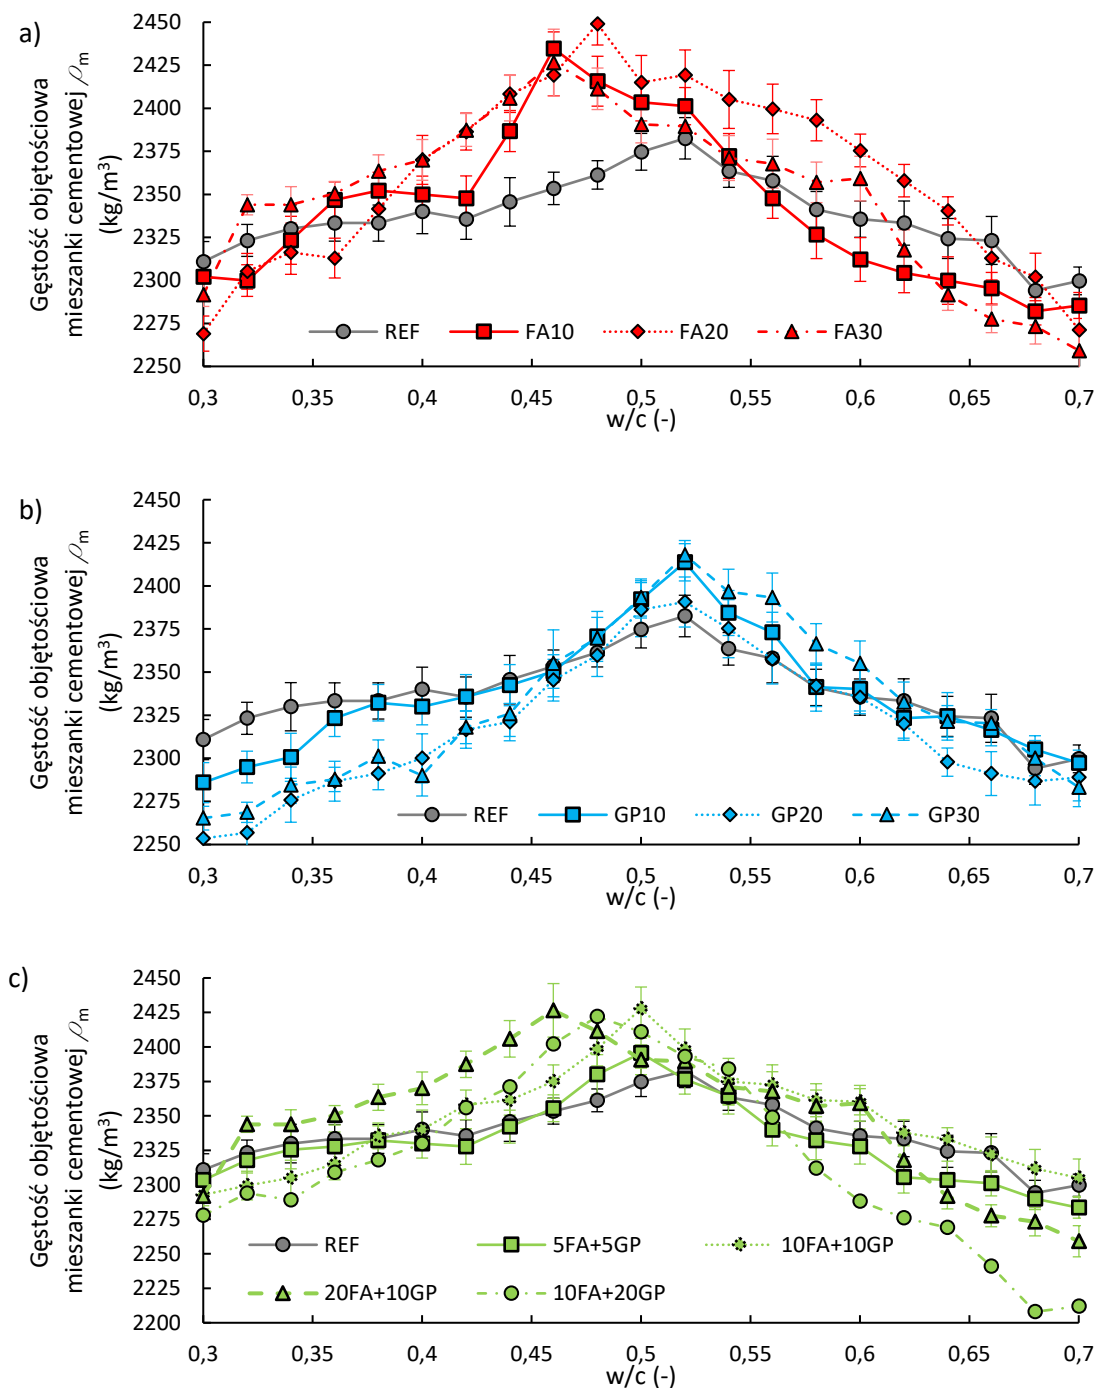 a)
Gęstość objętościowa
mieszanki cementowej ρm
(kg/m³)
2450
2425
2400
2375
2350
2325
2300
2275
2250
REF FA10 FA20 FA30
0,3 0,35 0,4 0,45 0,5 0,55 0,6 0,65 0,7
w/c (-)
b)
Gęstość objętościowa
mieszanki cementowej ρm
(kg/m³)
2450
2425
2400
2375
2350
2325
2300
2275
2250
REF GP10 GP20 GP30
0,3 0,35 0,4 0,45 0,5 0,55 0,6 0,65 0,7
w/c (-)
c)
Gęstość objętościowa
mieszanki cementowej ρm
(kg/m³)
2450
2425
2400
2375
2350
2325
2300
2275
2250
2225
2200
REF 5FA+5GP 10FA+10GP
20FA+10GP 10FA+20GP
0,3 0,35 0,4 0,45 0,5 0,55 0,6 0,65 0,7
w/c (-)